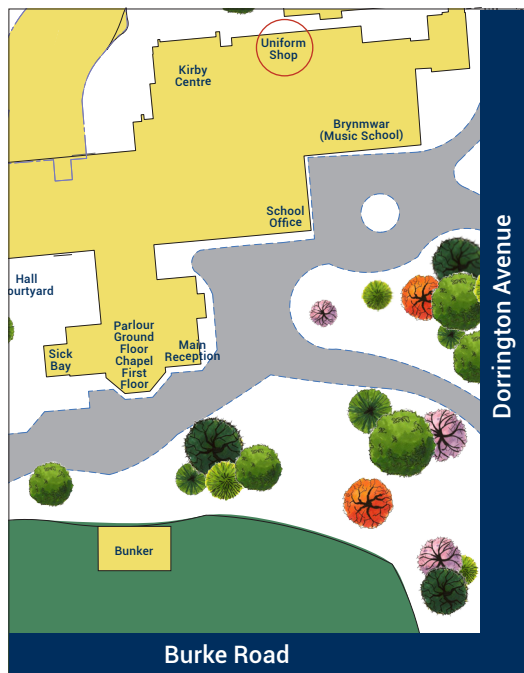 Uniform
Shop
Kirby
Centre
Brynmwar
(Music School)
School
Office
Hall
ourtyard
Parlour
Ground
Floor
Chapel
First
Floor
Main
Reception
Sick
Bay
Dorrington Avenue
Bunker
Burke Road